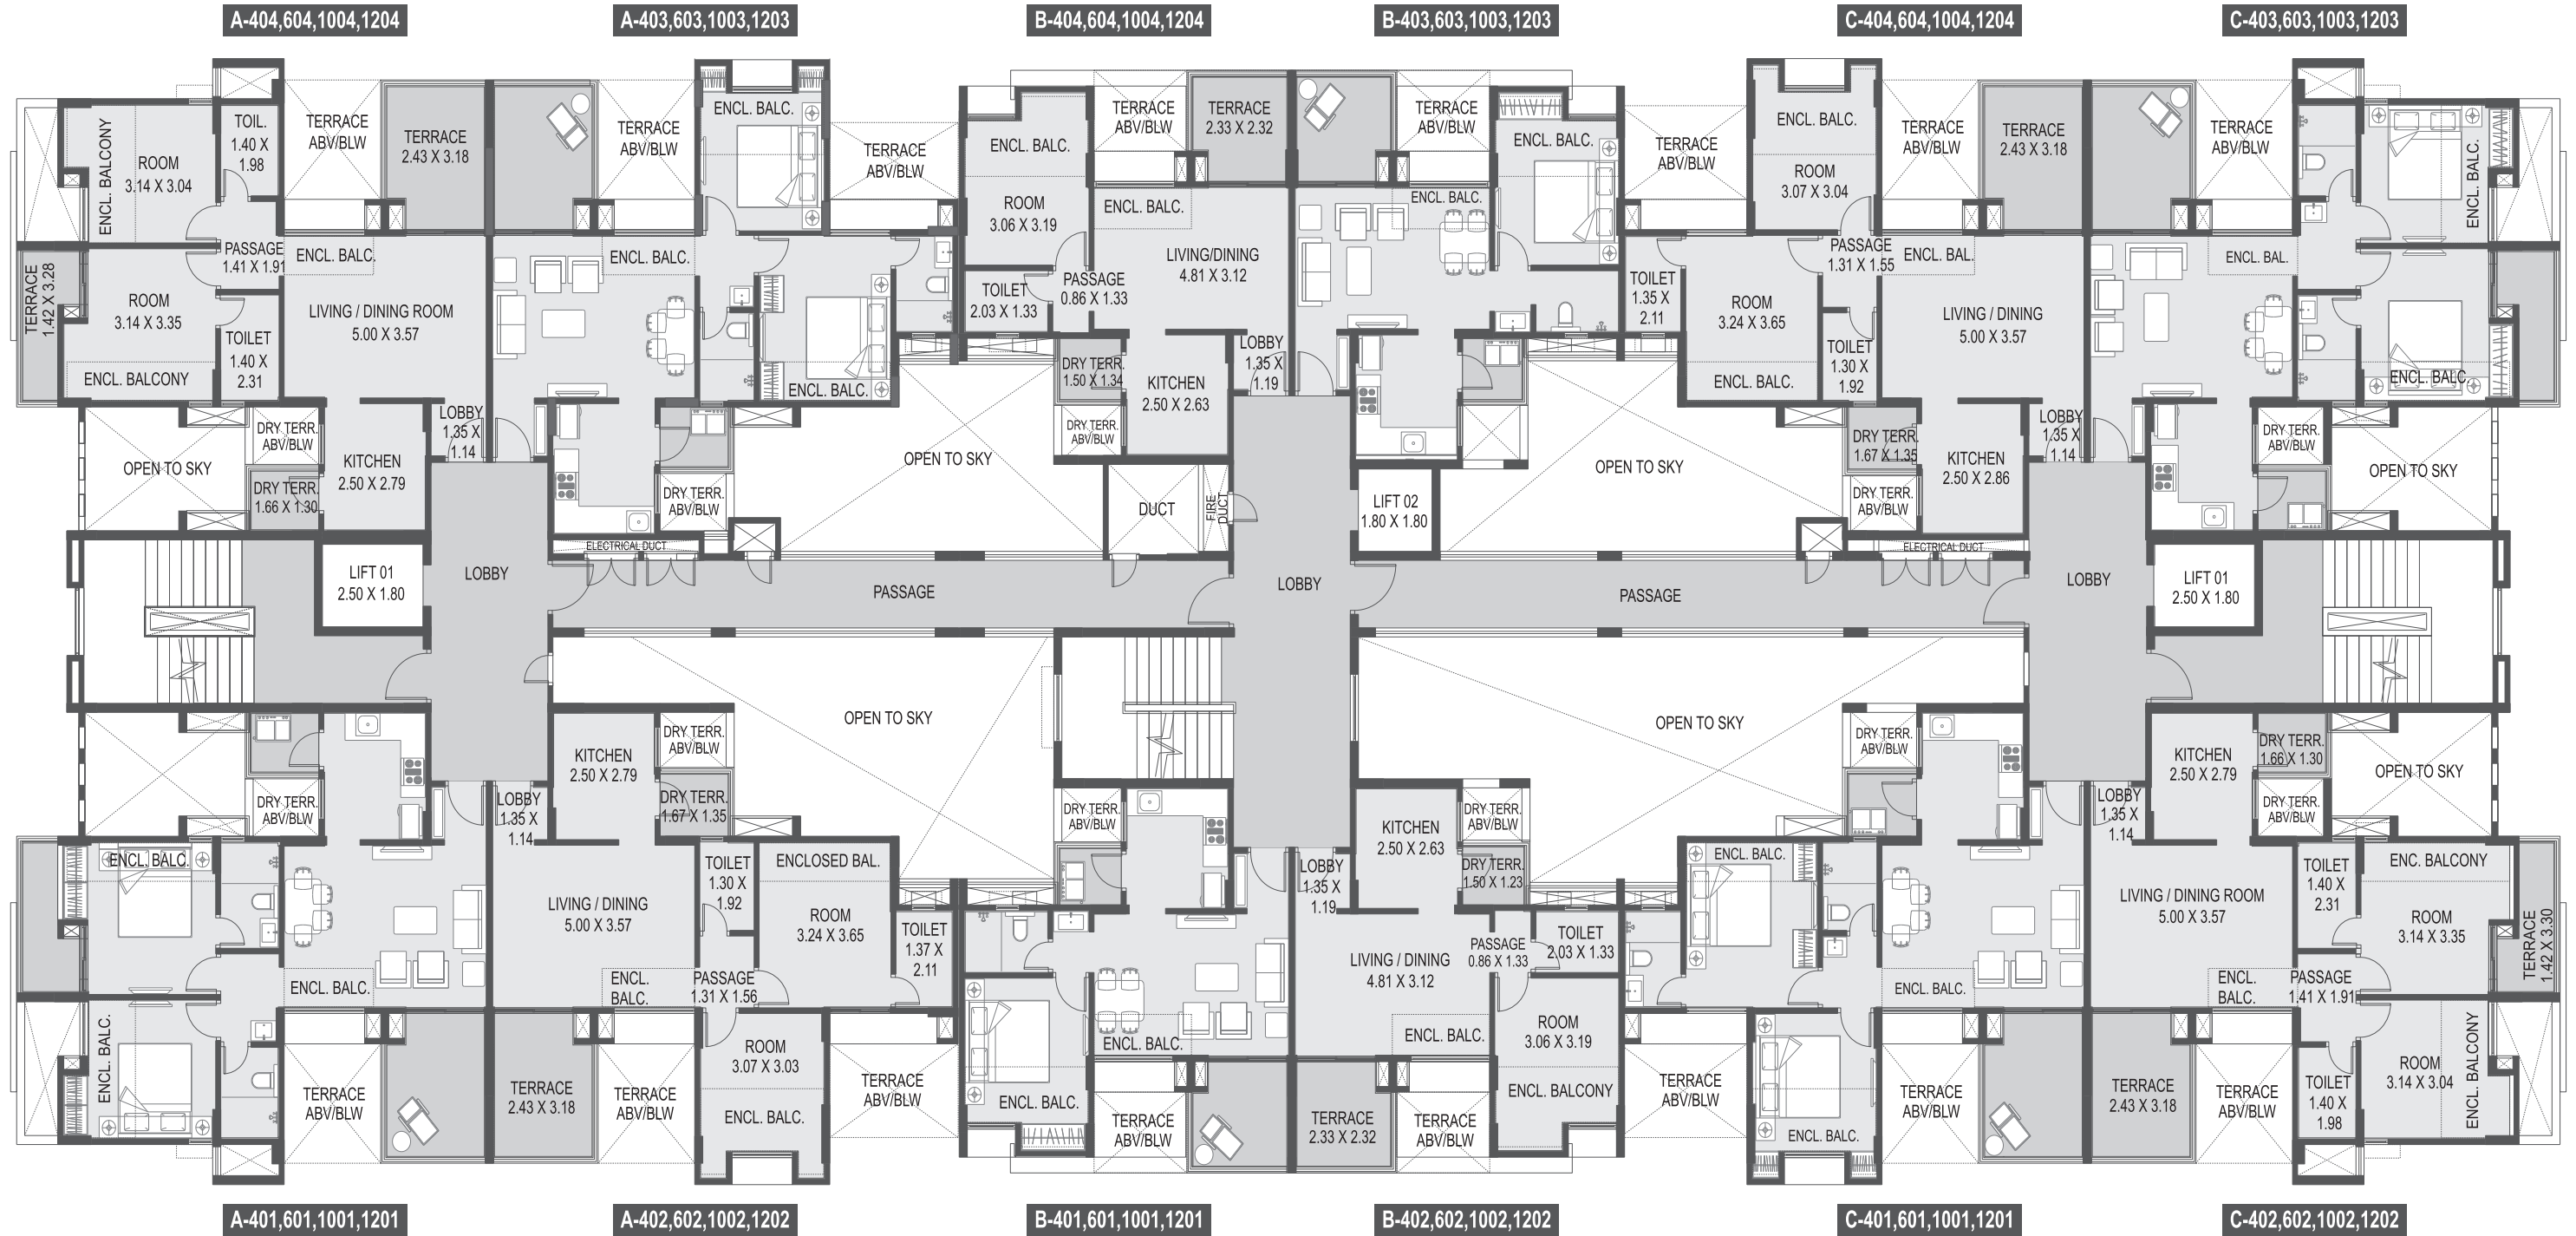 A-404,604,1004,1204
A-403,603,1003,1203
B-404,604,1004,1204
B-403,603,1003,1203
C-404,604,1004,1204
C-403,603,1003,1203
ENCL. BALCONY
ROOM
3.14 X 3.04
TOIL.
1.40 X
1.98
TERRACE
ABV/BLW
TERRACE
2.43 X 3.18
PASSAGE
1.41 X 1.91
ENCL. BALC.
TERRACE
1.42 X 3.28
ROOM
3.14 X 3.35
ENCL. BALCONY
TOILET
1.40 X
2.31
LIVING / DINING ROOM
5.00 X 3.57
LOBBY
1.35 X
1.14
DRY TERR.
ABV/BLW
OPEN TO SKY
DRY TERR.
1.66 X 1.30
KITCHEN
2.50 X 2.79
TERRACE
ABV/BLW
ENCL. BALC.
TERRACE
ABV/BLW
ENCL. BALC.
ENCL. BALC.
DRY TERR.
ABV/BLW
OPEN TO SKY
ELECTRICAL DUCT
ENCL. BALC.
ROOM
3.06 X 3.19
TERRACE
ABV/BLW
TERRACE
2.33 X 2.32
ENCL. BALC.
LIVING/DINING
4.81 X 3.12
TOILET
2.03 X 1.33
PASSAGE
0.86 X 1.33
LOBBY
1.35 X
1.19
DRY TERR.
1.50 X 1.34
KITCHEN
2.50 X 2.63
DRY TERR.
ABV/BLW
DUCT
FIRE
DUCT
TERRACE
ABV/BLW
ENCL. BALC.
ENCL. BALC.
LIFT 02
1.80 X 1.80
OPEN TO SKY
TERRACE
ABV/BLW
ENCL. BALC.
ROOM
3.07 X 3.04
TERRACE
ABV/BLW
TERRACE
2.43 X 3.18
TOILET
1.35 X
2.11
ROOM
3.24 X 3.65
ENCL. BALC.
PASSAGE
1.31 X 1.55
ENCL. BAL.
TOILET
1.30 X
1.92
LIVING / DINING
5.00 X 3.57
LOBBY
1.35 X
1.14
DRY TERR.
1.67 X 1.35
DRY TERR.
ABV/BLW
KITCHEN
2.50 X 2.86
ELECTRICAL DUCT
TERRACE
ABV/BLW
ENCL. BALC.
ENCL. BAL.
ENCL. BALC.
DRY TERR.
ABV/BLW
OPEN TO SKY
LIFT 01
2.50 X 1.80
LOBBY
PASSAGE
LOBBY
PASSAGE
LOBBY
LIFT 01
2.50 X 1.80
DRY TERR.
ABV/BLW
ENCL. BALC.
ENCL. BALC.
ENCL. BALC.
TERRACE
ABV/BLW
KITCHEN
2.50 X 2.79
DRY TERR.
ABV/BLW
OPEN TO SKY
LOBBY
1.35 X
1.14
DRY TERR.
1.67 X 1.35
LIVING / DINING
5.00 X 3.57
TOILET
1.30 X
1.92
ENCLOSED BAL.
ROOM
3.24 X 3.65
TOILET
1.37 X
2.11
ENCL.
BALC.
PASSAGE
1.31 X 1.56
TERRACE
2.43 X 3.18
TERRACE
ABV/BLW
ROOM
3.07 X 3.03
ENCL. BALC.
TERRACE
ABV/BLW
DRY TERR.
ABV/BLW
ENCL. BALC.
ENCL. BALC.
TERRACE
ABV/BLW
LOBBY
1.35 X
1.19
KITCHEN
2.50 X 2.63
DRY TERR.
ABV/BLW
DRY TERR.
1.50 X 1.23
LIVING / DINING
4.81 X 3.12
PASSAGE
0.86 X 1.33
TOILET
2.03 X 1.33
ENCL. BALC.
ROOM
3.06 X 3.19
ENCL. BALCONY
TERRACE
2.33 X 2.32
TERRACE
ABV/BLW
OPEN TO SKY
DRY TERR.
ABV/BLW
ENCL. BALC.
ENCL. BALC.
TERRACE
ABV/BLW
ENCL. BALC.
TERRACE
ABV/BLW
KITCHEN
2.50 X 2.79
DRY TERR.
1.66 X 1.30
OPEN TO SKY
LOBBY
1.35 X
1.14
DRY TERR.
ABV/BLW
LIVING / DINING ROOM
5.00 X 3.57
TOILET
1.40 X
2.31
ENC. BALCONY
ROOM
3.14 X 3.35
TERRACE
1.42 X 3.30
ENCL.
BALC.
PASSAGE
1.41 X 1.91
TERRACE
2.43 X 3.18
TERRACE
ABV/BLW
TOILET
1.40 X
1.98
ROOM
3.14 X 3.04
ENCL. BALCONY
A-401,601,1001,1201
A-402,602,1002,1202
B-401,601,1001,1201
B-402,602,1002,1202
C-401,601,1001,1201
C-402,602,1002,1202